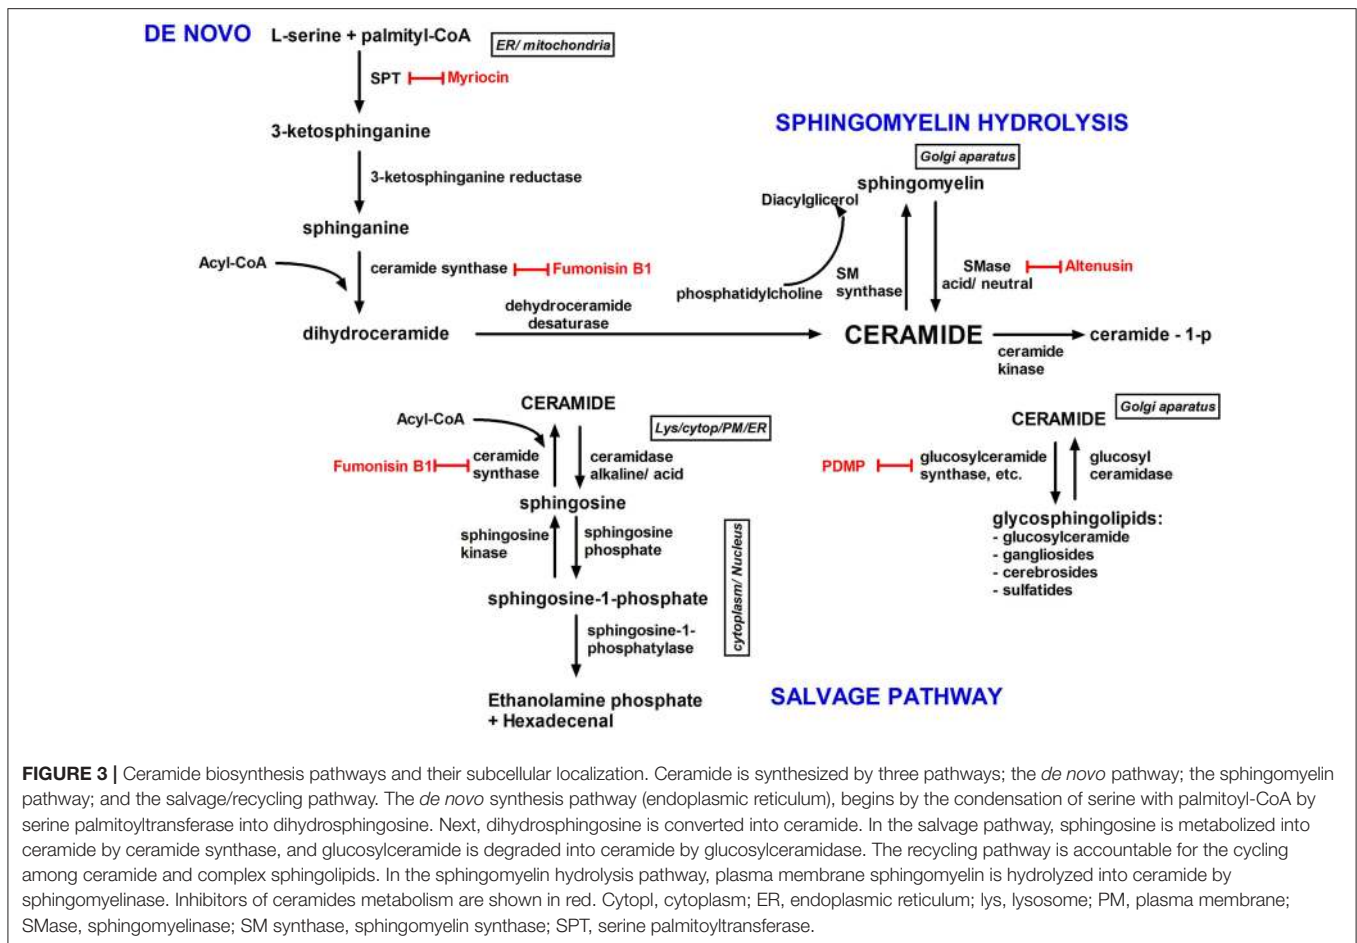 DE NOVO L-serine + palmityl-CoA
ER/ mitochondria
SPT Myriocin
3-ketosphinganine
3-ketosphinganine reductase
sphinganine
Acyl-CoA
ceramide synthase Fumonisin B1
dihydroceramide
dehydroceramide
desaturase
SPHINGOMYELIN HYDROLYSIS
Golgi aparatus
sphingomyelin
Diacylglicerol
phosphatidylcholine
SM
synthase
SMase
acid/ neutral
Altenusin
CERAMIDE
ceramide - 1-p
ceramide
kinase
CERAMIDE
Acyl-CoA
Lys/cytop/PM/ER
Fumonisin B1
ceramide
synthase
ceramidase
alkaline/ acid
sphingosine
sphingosine
kinase
sphingosine
phosphate
cytoplasm/ Nucleus
sphingosine-1-phosphate
sphingosine-1-
phosphatylase
Ethanolamine phosphate
+ Hexadecenal
CERAMIDE
Golgi aparatus
PDMP
glucosylceramide
synthase, etc.
glucosyl
ceramidase
glycosphingolipids:
- glucosylceramide
- gangliosides
- cerebrosides
- sulfatides
SALVAGE PATHWAY
FIGURE 3 | Ceramide biosynthesis pathways and their subcellular localization. Ceramide is synthesized by three pathways; the de novo pathway; the sphingomyelin
pathway; and the salvage/recycling pathway. The de novo synthesis pathway (endoplasmic reticulum), begins by the condensation of serine with palmitoyl-CoA by
serine palmitoyltransferase into dihydrosphingosine. Next, dihydrosphingosine is converted into ceramide. In the salvage pathway, sphingosine is metabolized into
ceramide by ceramide synthase, and glucosylceramide is degraded into ceramide by glucosylceramidase. The recycling pathway is accountable for the cycling
among ceramide and complex sphingolipids. In the sphingomyelin hydrolysis pathway, plasma membrane sphingomyelin is hydrolyzed into ceramide by
sphingomyelinase. Inhibitors of ceramides metabolism are shown in red. Cytopl, cytoplasm; ER, endoplasmic reticulum; lys, lysosome; PM, plasma membrane;
SMase, sphingomyelinase; SM synthase, sphingomyelin synthase; SPT, serine palmitoyltransferase.